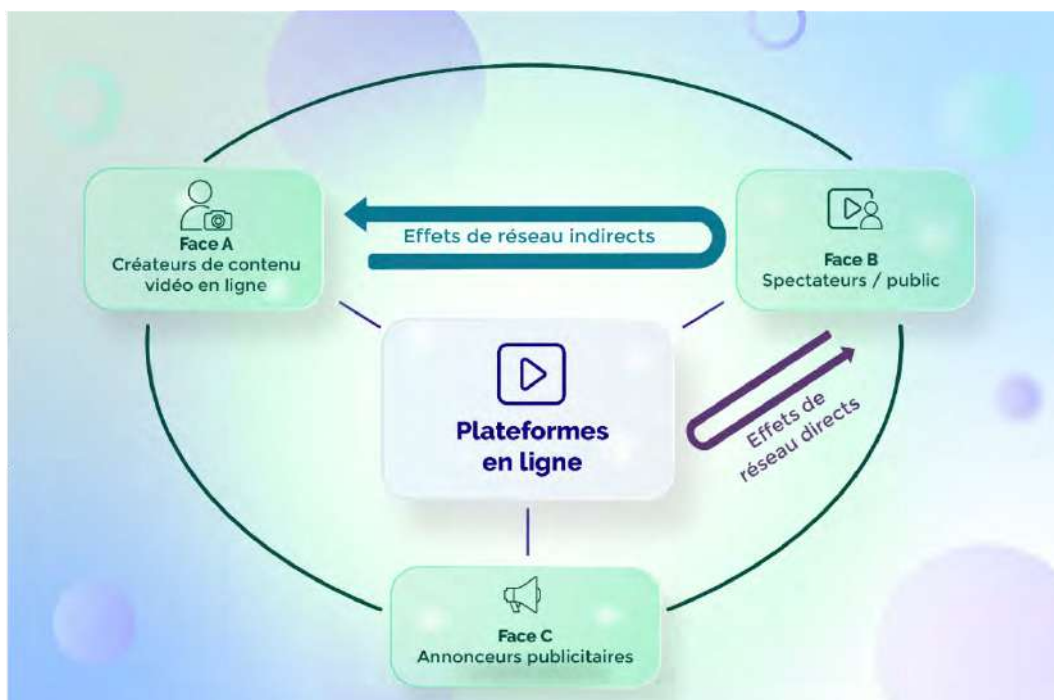 Face A
Créateurs de contenu
vidéo en ligne
Effets de réseau indirects
Face B
Spectateurs / public
Plateformes
en ligne
Effets de
réseau directs
Face C
Annonceurs publicitaires